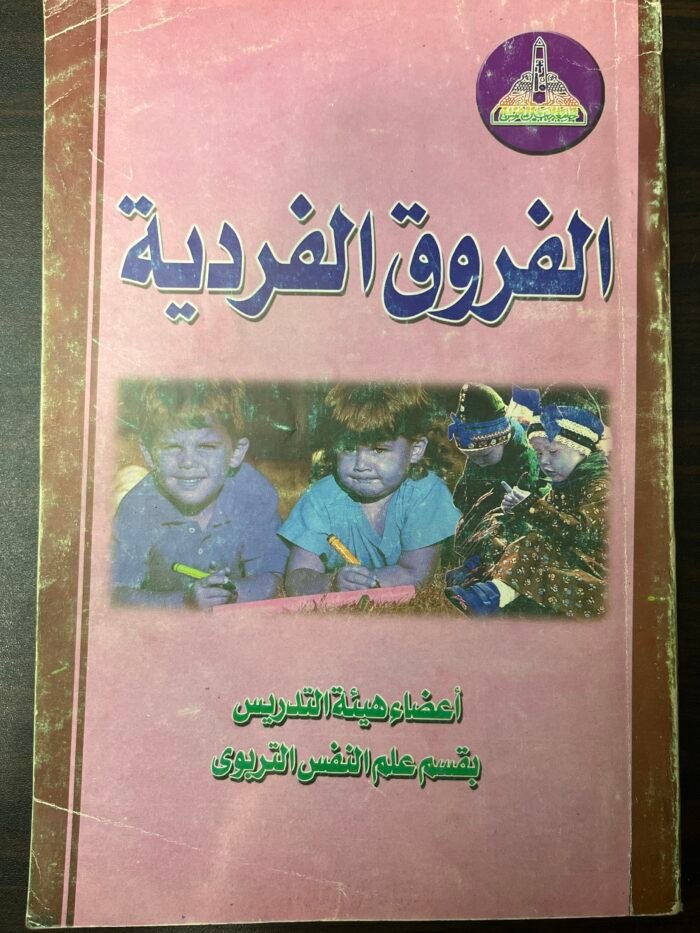 الفروق الفردية
أعضاء هيئة التدريس
بقسم علم النفس التربوى